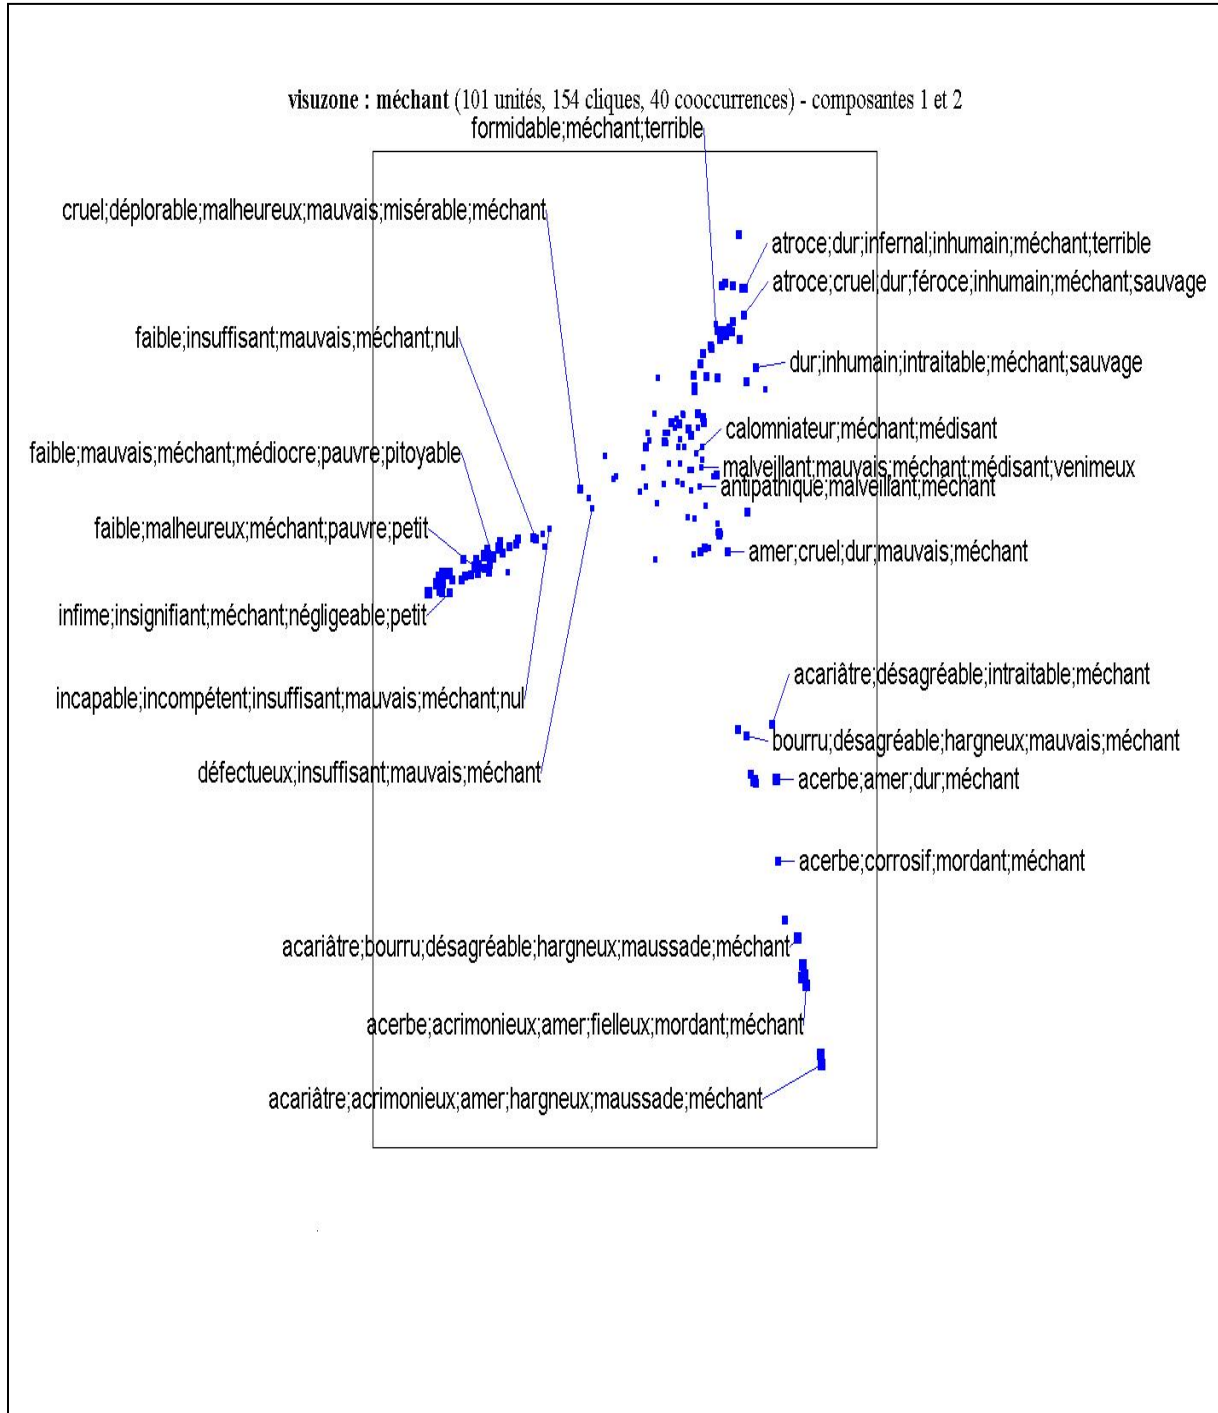 visuzone : méchant (101 unités, 154 cliques, 40 cooccurrences) - composantes 1 et 2
formidable;méchant;terrible
cruel;déplorable;malheureux;mauvais;misérable;méchant
atroce;dur;infernal;inhumain;méchant;terrible
atroce;cruel;dur;féroce;inhumain;méchant;sauvage
faible;insuffisant;mauvais;méchant;nul
dur;inhumain;intraitable;méchant;sauvage
calomniateur;méchant;médisant
faible;mauvais;méchant;médiocre;pauvre;pitoyable
malveillant;mauvais;méchant;médisant;venimeux
antipathique;malveillant;méchant
faible;malheureux;méchant;pauvre;petit
amer;cruel;dur;mauvais;méchant
infime;insignifiant;méchant;négligeable;petit
acariâtre;désagréable;intraitable;méchant
incapable;incompétent;insuffisant;mauvais;méchant;nul
bourru;désagréable;hargneux;mauvais;méchant
défectueux;insuffisant;mauvais;méchant
acerbe;amer;dur;méchant
acerbe;corrosif;mordant;méchant
acariâtre;bourru;désagréable;hargneux;maussade;méchant
acerbe;acrimonieux;amer;fielleux;mordant;méchant
acariâtre;acrimonieux;amer;hargneux;maussade;méchant